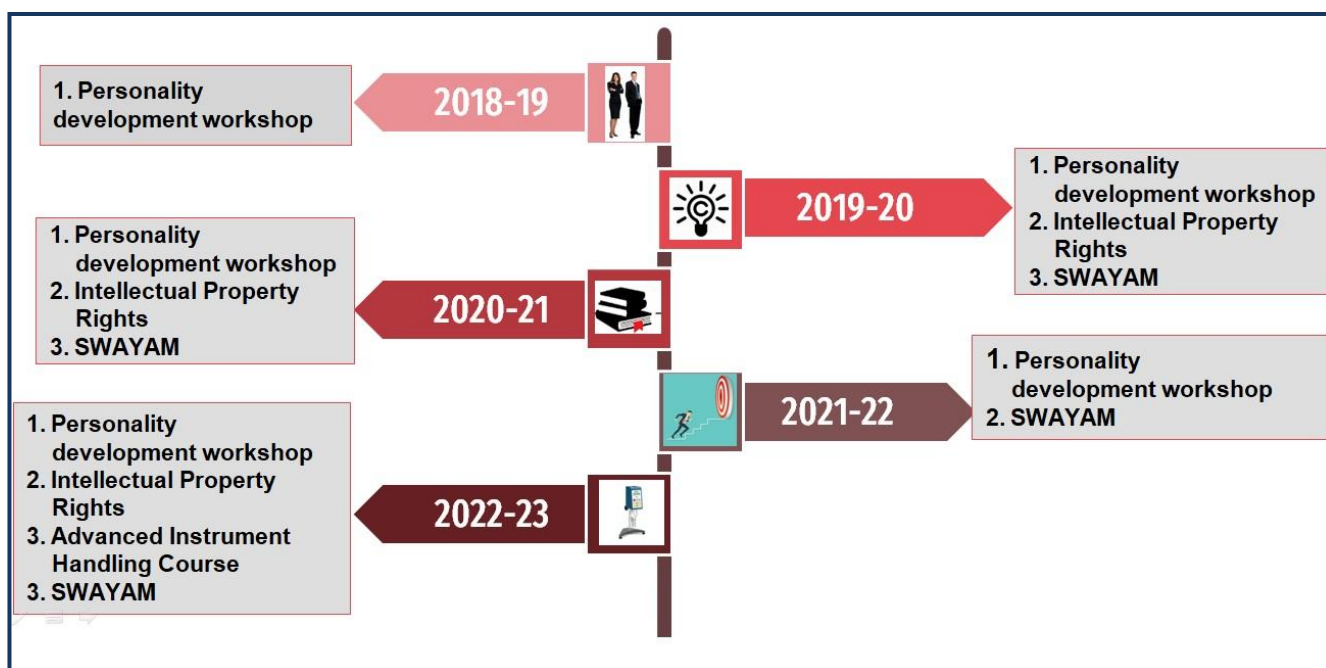 1. Personality
development workshop
2018-19
2019-20
1. Personality
development workshop
2. Intellectual Property
Rights
3. SWAYAM
1. Personality
development workshop
2. Intellectual Property
Rights
3. SWAYAM
2020-21
2021-22
1. Personality
development workshop
2. SWAYAM
1. Personality
development workshop
2. Intellectual Property
Rights
3. Advanced Instrument
Handling Course
3. SWAYAM
2022-23